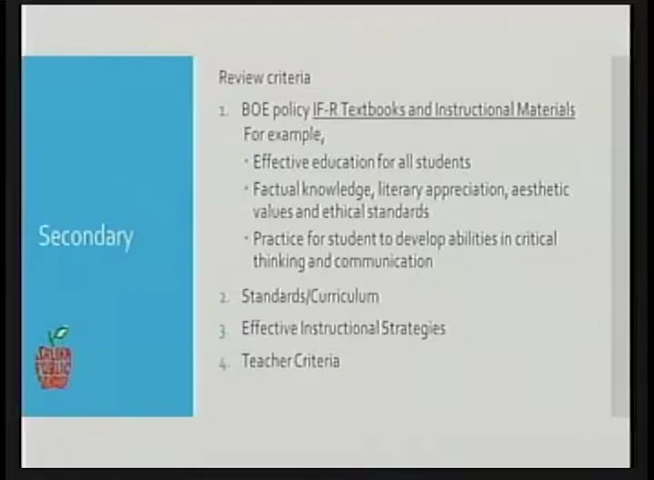 Review criteria
1. BOE policy IF-R Textbooks and Instructional Materials
For example,
• Effective education for all students
• Factual knowledge, literary appreciation, aesthetic
values and ethical standards
• Practice for student to develop abilities in critical
thinking and communication
2. Standards/Curriculum
3. Effective Instructional Strategies
4. Teacher Criteria
Secondary
SALINA
PUBLIC